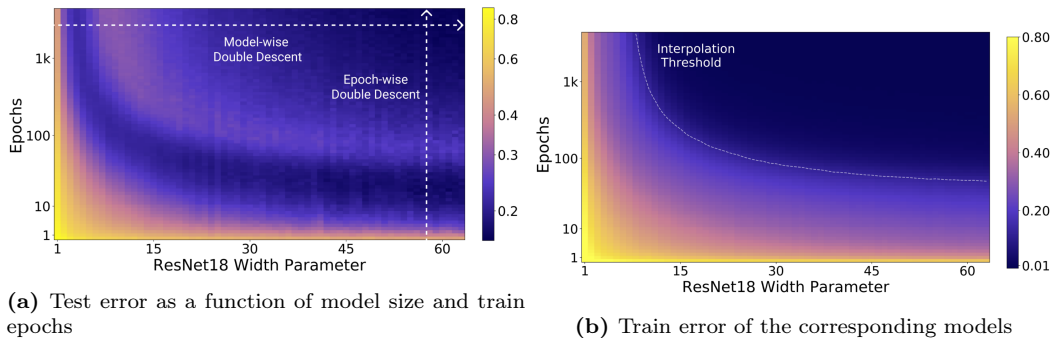 Model-wise
Double Descent
Epoch-wise
Double Descent
Epochs
1k
100
10
1
1 15 30 45 60
ResNet18 Width Parameter
0.8
0.6
0.4
0.3
0.2
(a) Test error as a function of model size and train
epochs
Interpolation
Threshold
Epochs
1k
100
10
1
1 15 30 45 60
ResNet18 Width Parameter
0.80
0.60
0.40
0.20
0.01
(b) Train error of the corresponding models